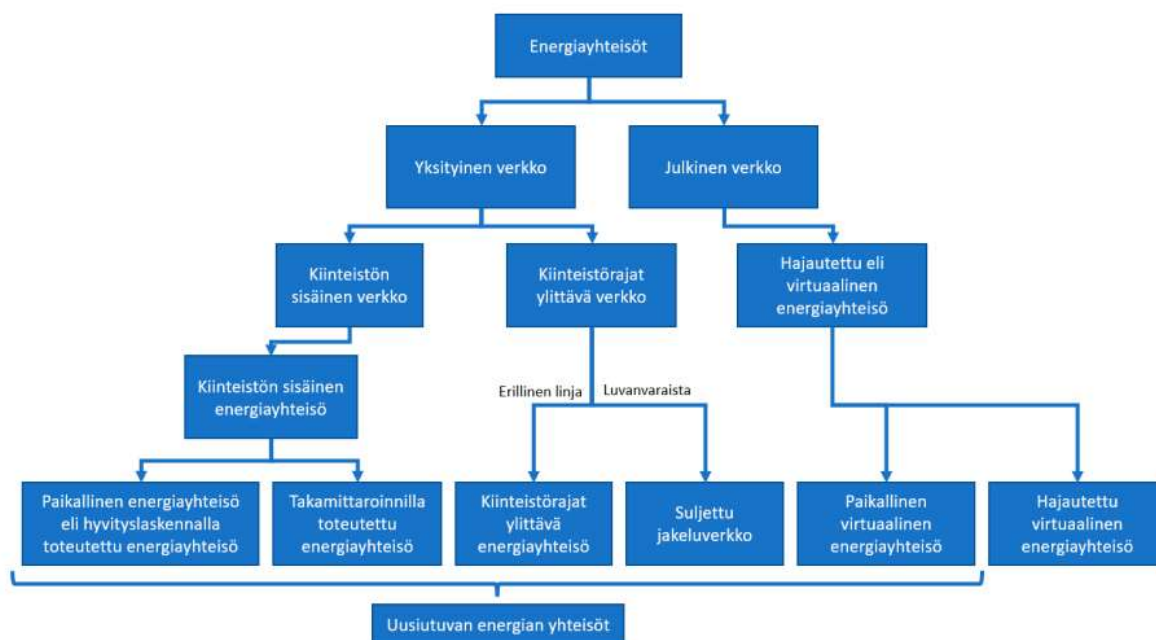 Energiayhteisöt
Yksityinen verkko
Julkinen verkko
Kiinteistön
sisäinen verkko
Kiinteistörajat
ylittävä verkko
Hajautettu eli
virtuaalinen
energiayhteisö
Kiinteistön sisäinen
energiayhteisö
Erillinen linja
Luvanvaraista
Paikallinen energiayhteisö
eli hyvityslaskennalla
toteutettu energiayhteisö
Takamittaroinnilla
toteutettu
energiayhteisö
Kiinteistörajat
ylittävä
energiayhteisö
Suljettu
jakeluverkko
Paikallinen
virtuaalinen
energiayhteisö
Hajautettu
virtuaalinen
energiayhteisö
Uusiutuvan energian yhteisöt